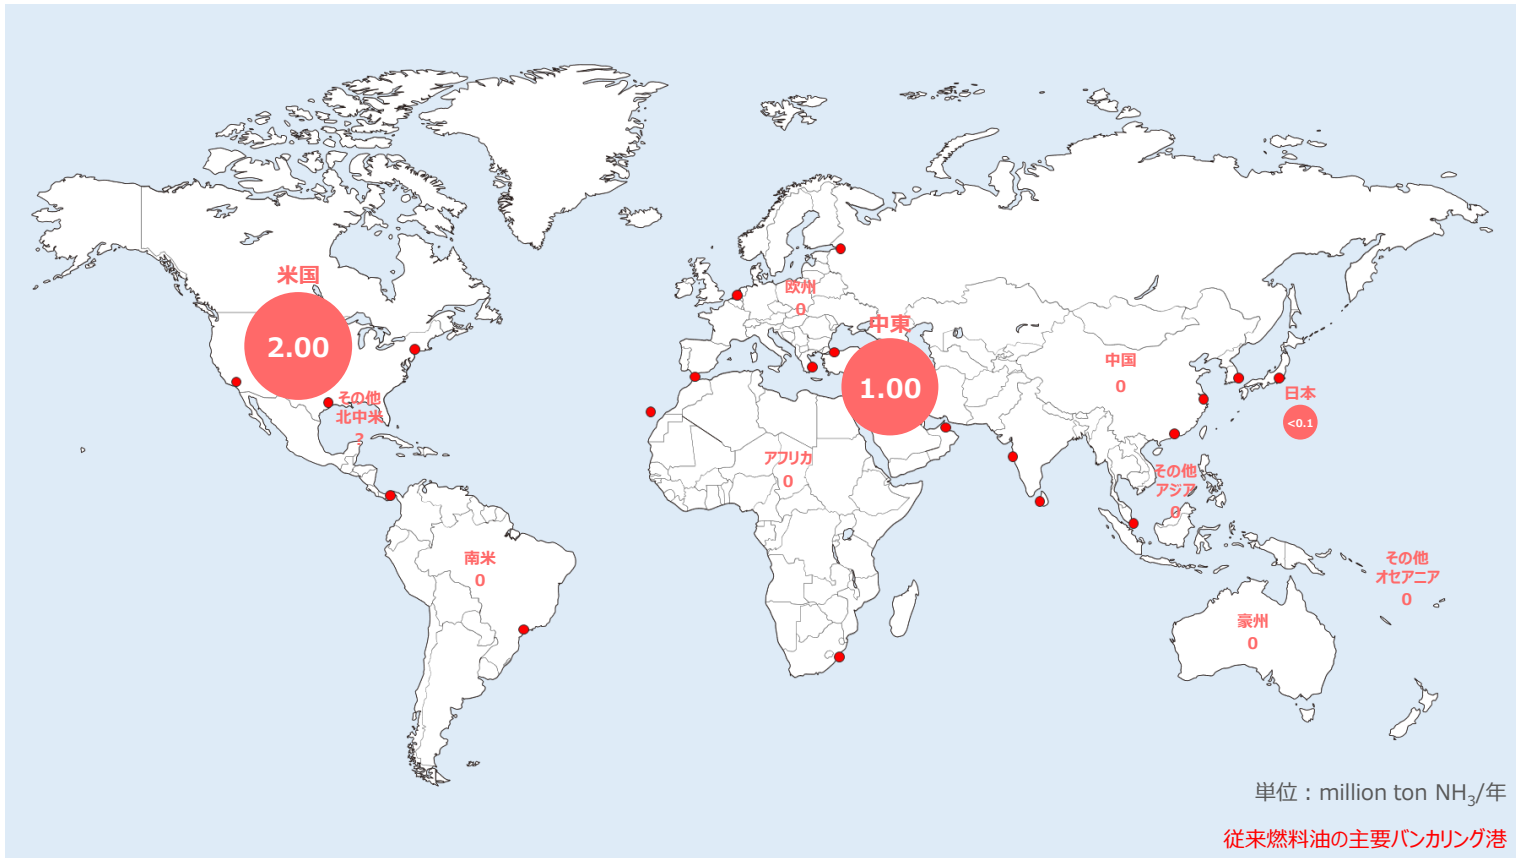 米国
2.00
その他
北中米
欧州
0
中東
1.00
中国
0
日本
<0.1
アフリカ
0
その他
アジア
0
南米
0
その他
オセアニア
0
豪州
0
単位：million ton NH₃/年
従来燃料油の主要バンカリング港